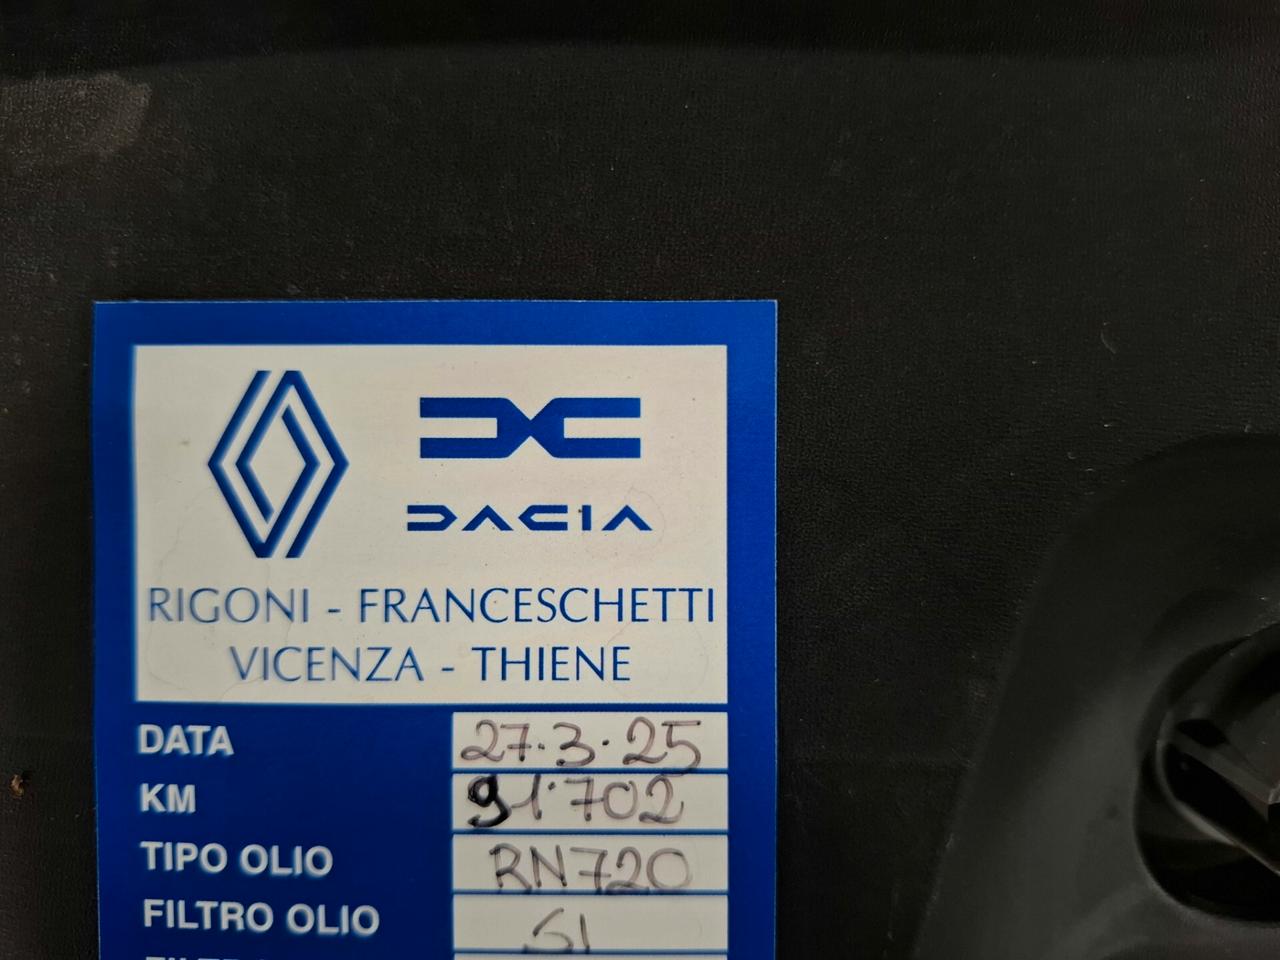 DACIA
RIGONI - FRANCESCHETTI
VICENZA - THIENE
DATA 27.3.25
KM 91.702
TIPO OLIO RN720
FILTRO OLIO SI